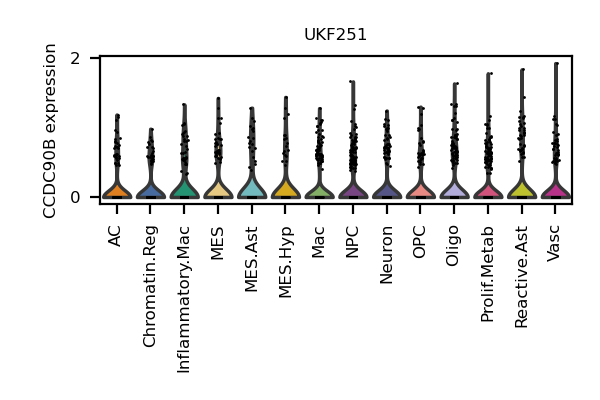 UKF251
CCDC90B expression
2
0
AC
Chromatin.Reg
Inflammatory.Mac
MES
MES.Ast
MES.Hyp
Mac
NPC
Neuron
OPC
Oligo
Prolif.Metab
Reactive.Ast
Vasc